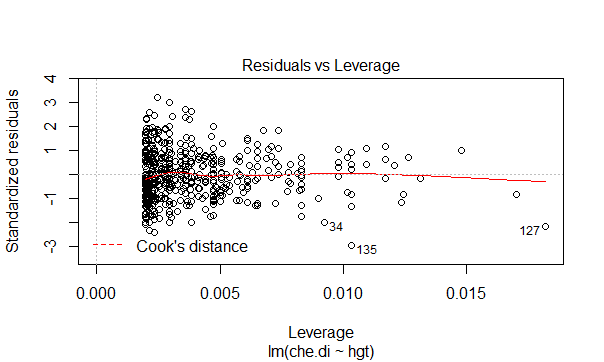 Residuals vs Leverage
Standardized residuals
4
3
2
1
-1
-3
34
135
127
Cook's distance
0.000
0.005
0.010
0.015
Leverage
lm(che.di ~ hgt)